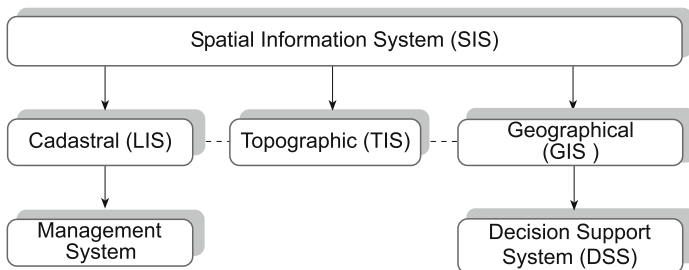 Spatial Information System (SIS)
Cadastral (LIS)
Topographic (TIS)
Geographical
(GIS )
Management
System
Decision Support
System (DSS)